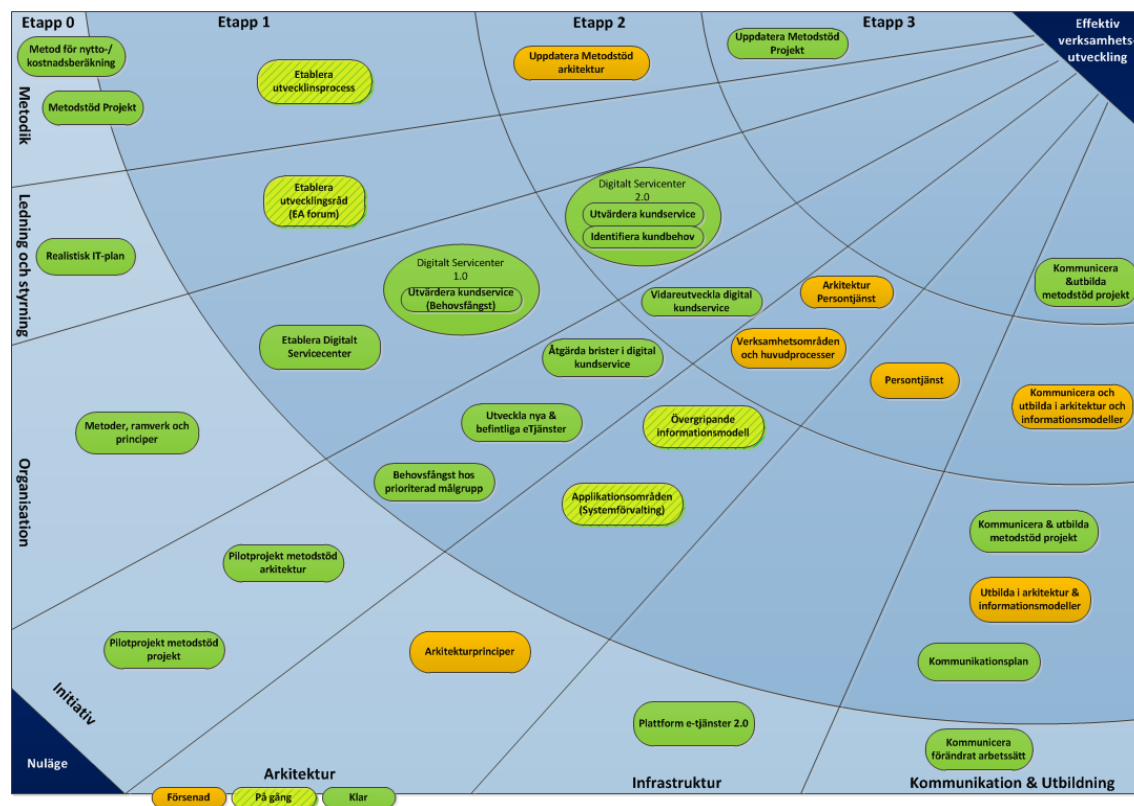 Etapp 0
Etapp 1
Etapp 2
Etapp 3
Effektiv
verksamhets-
utveckling
Metod för nytto-/
kostnadsberäkning
Metodstöd Projekt
Etablera
utvecklinsprocess
Uppdatera Metodstöd
arkitektur
Uppdatera Metodstöd
Projekt
Metodik
Etablera
utvecklingsråd
(EA forum)
Digitalt Servicenter
2.0
Utvärdera kundservice
Identifiera kundbehov
Ledning och styrning
Realistisk IT-plan
Digitalt Servicenter
1.0
Utvärdera kundservice
(Behovsfångst)
Vidareutveckla digital
kundservice
Arkitektur
Persontjänst
Kommunicera
&utbilda
metodstöd projekt
Etablera Digitalt
Servicecenter
Åtgärda brister i digital
kundservice
Verksamhetsområden
och huvudprocesser
Persontjänst
Kommunicera och
utbilda i arkitektur och
informationsmodeller
Organisation
Metoder, ramverk och
principer
Utveckla nya &
befintliga eTjänster
Övergripande
informationsmodell
Behovsfångst hos
prioriterad målgrupp
Applikationsområden
(Systemförvalting)
Kommunicera & utbilda
metodstöd projekt
Pilotprojekt metodstöd
arkitektur
Utbilda i arkitektur &
informationsmodeller
Pilotprojekt metodstöd
projekt
Arkitekturprinciper
Kommunikationsplan
Initiativ
Plattform e-tjänster 2.0
Kommunicera
förändrat arbetssätt
Nuläge
Arkitektur
Infrastruktur
Kommunikation & Utbildning
Försenad
På gång
Klar